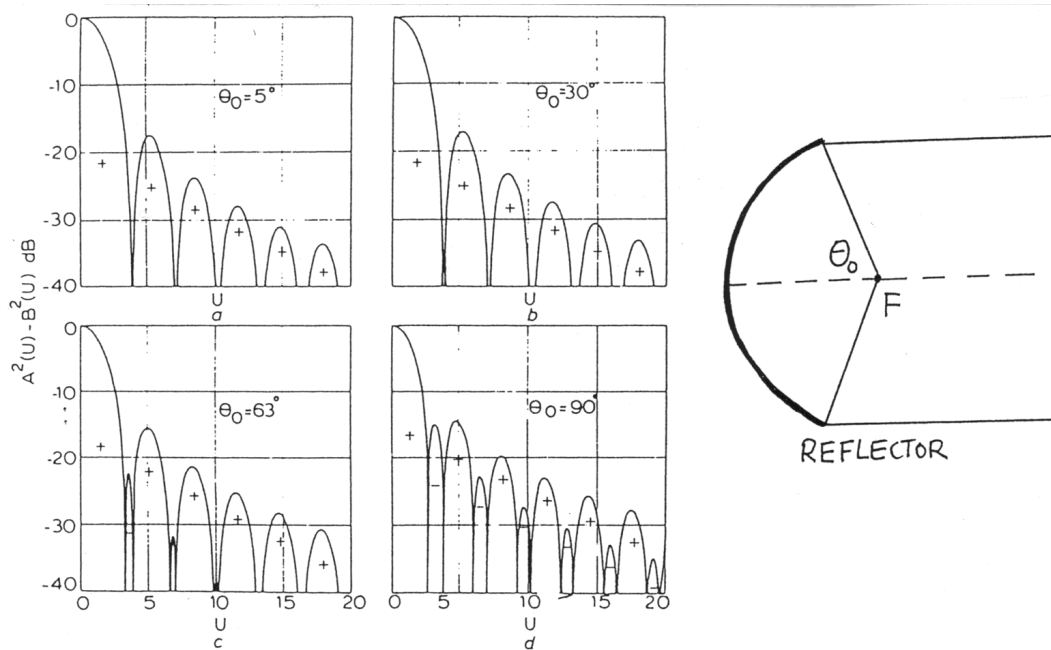 A²(U) - B²(U) dB
0
-10
-20
-30
-40
θ₀=5°
+
+
+
+
+
+
U
a
θ₀=30°
+
+
+
+
+
+
U
b
0
-10
-20
-30
-40
θ₀=63°
+
-
+
+
+
+
+
0 5 10 15 20
U
c
θ₀=90°
+
-
+
-
+
-
+
-
+
-
+
-
0 5 10 15 20
U
d
θ₀
F
REFLECTOR